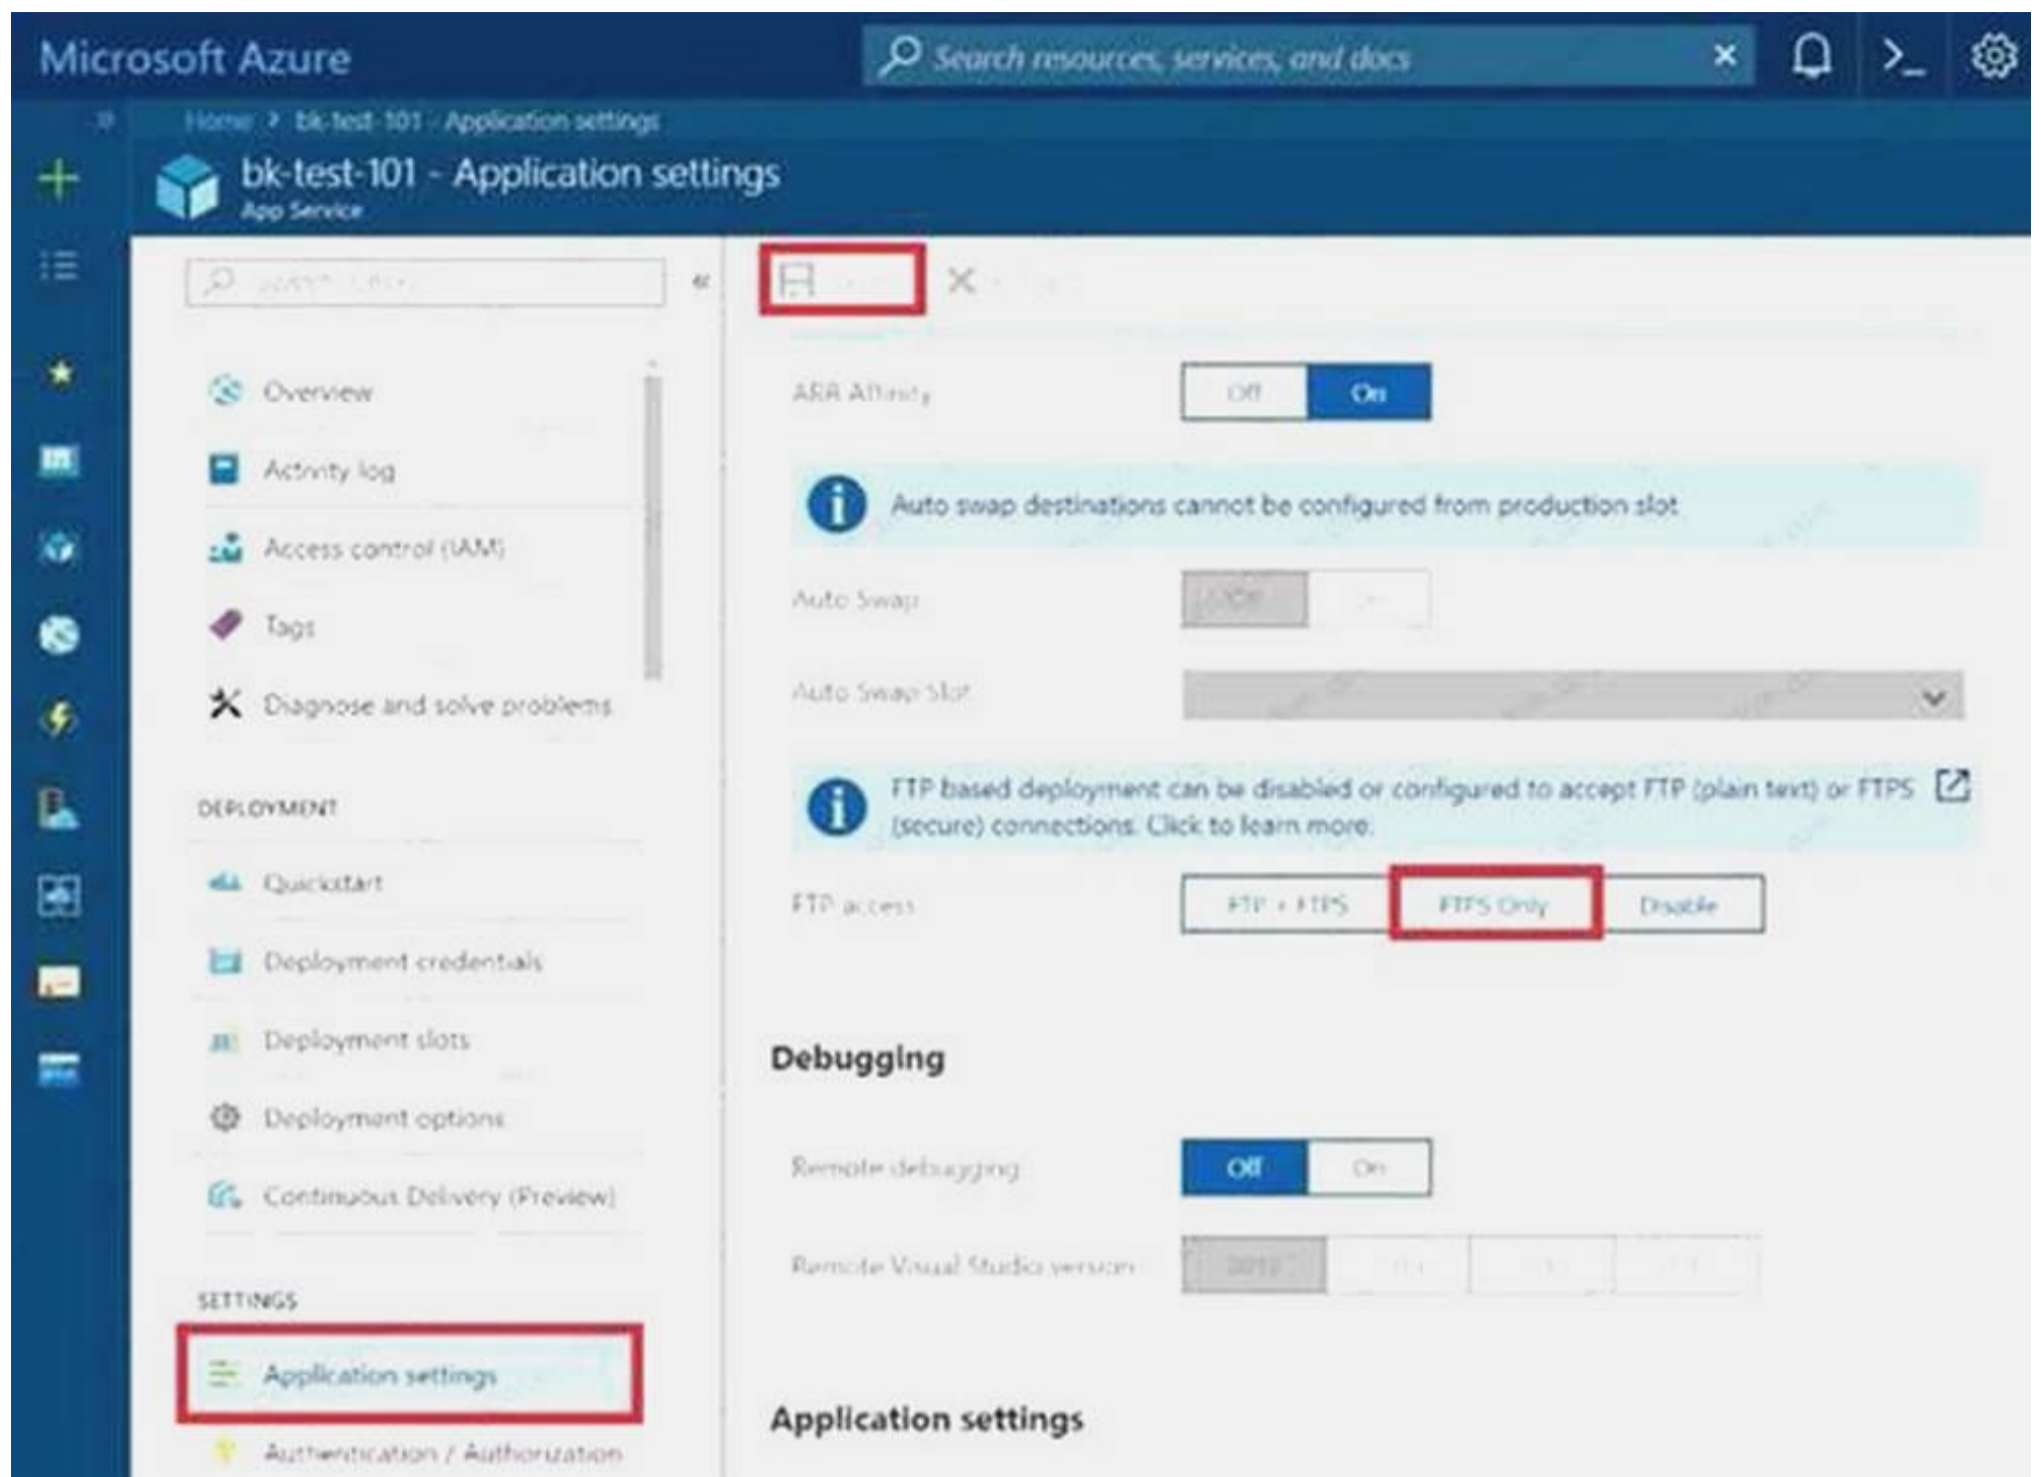 Microsoft Azure
Search resources, services, and docs
Home > bk-test-101 - Application settings
bk-test-101 - Application settings
App Service
Overview
Activity log
Access control (IAM)
Tags
Diagnose and solve problems
DEPLOYMENT
Quickstart
Deployment credentials
Deployment slots
Deployment options
Continuous Delivery (Preview)
SETTINGS
Application settings
Authentication / Authorization
ARR Affinity
Off On
Auto swap destinations cannot be configured from production slot
Auto Swap
Auto Swap Slot
FTP based deployment can be disabled or configured to accept FTP (plain text) or FTPS
(secure) connections. Click to learn more.
FTP access
FTP + FTPS FTPS Only Disable
Debugging
Remote debugging
Off On
Remote Visual Studio version
Application settings